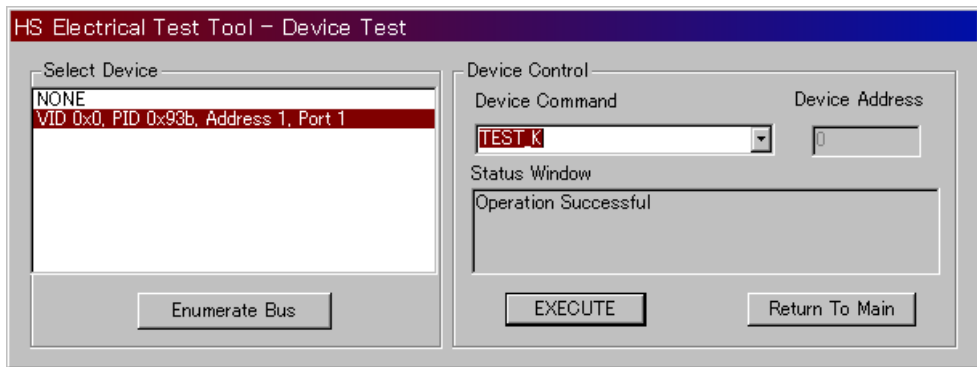 HS Electrical Test Tool - Device Test
Select Device
NONE
VID 0x0, PID 0x93b, Address 1, Port 1
Enumerate Bus
Device Control
Device Command
Device Address
TEST_K
0
Status Window
Operation Successful
EXECUTE
Return To Main